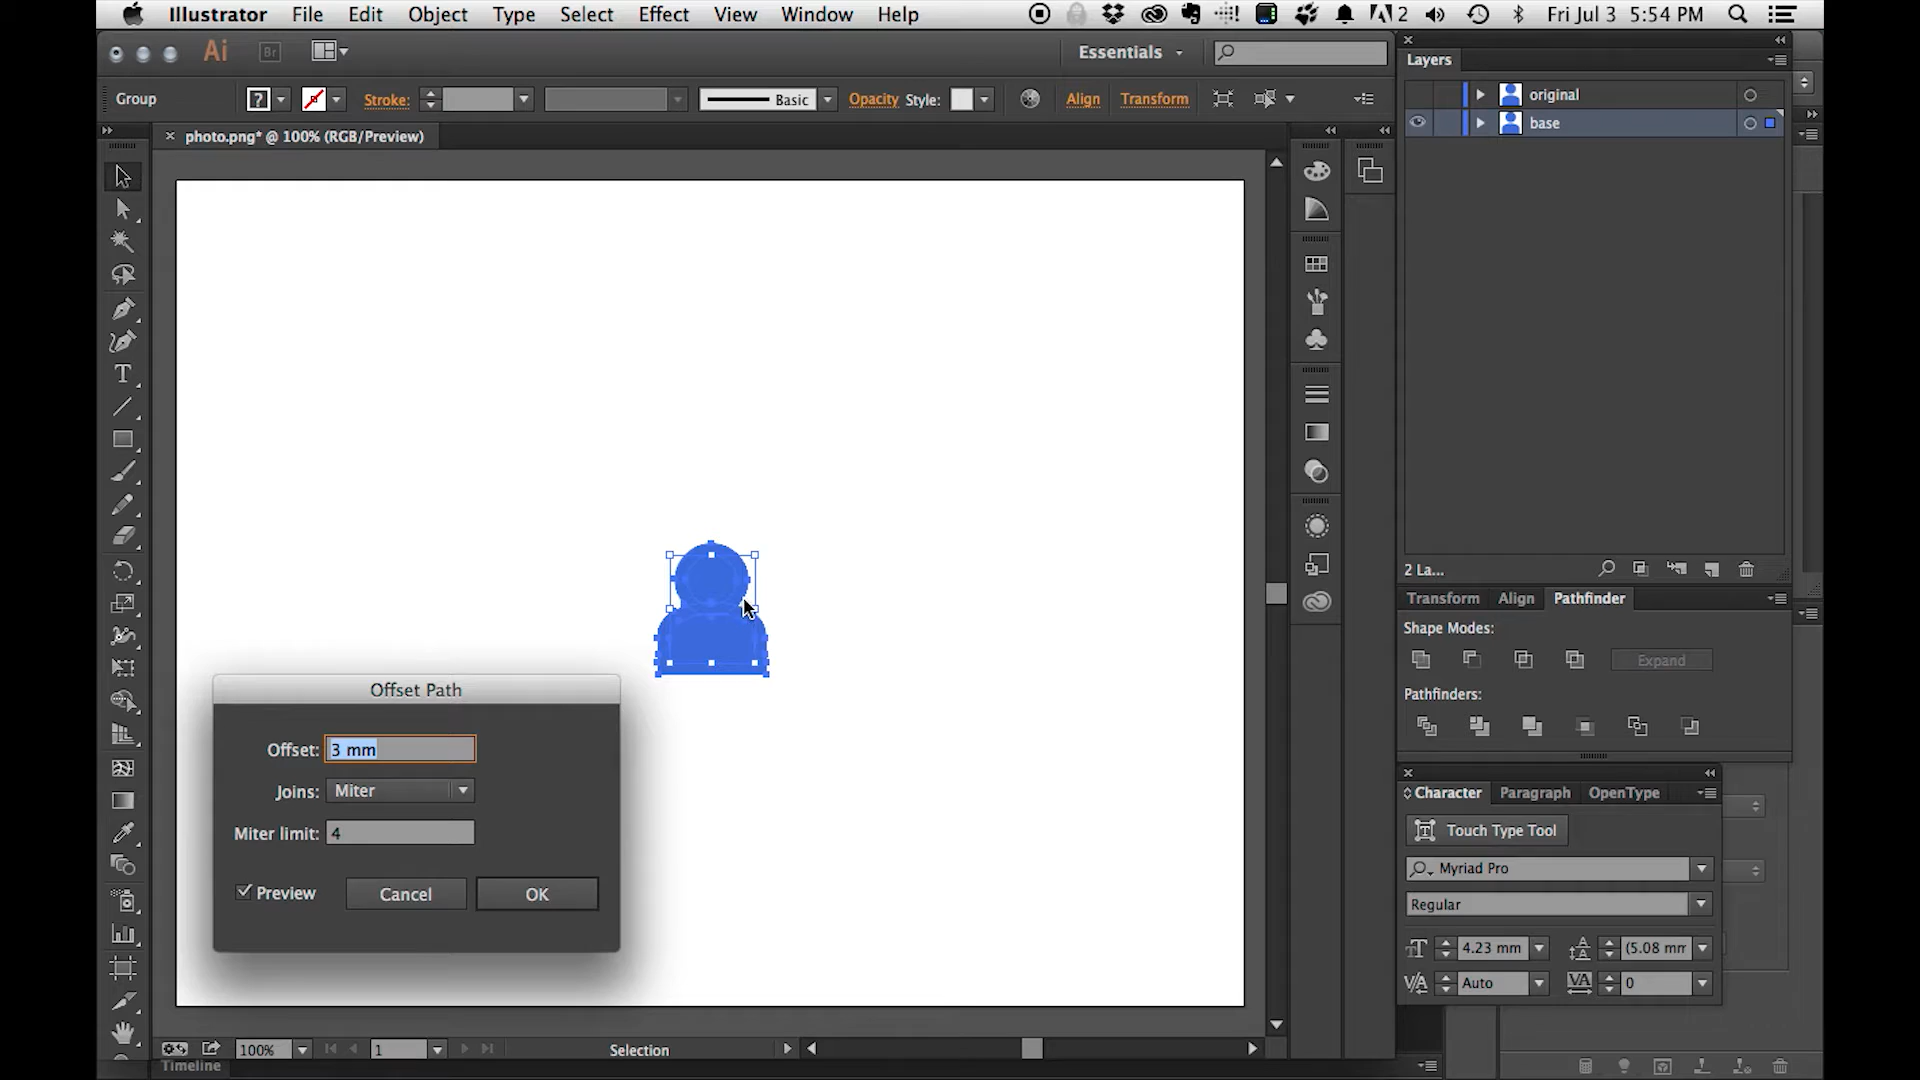 Illustrator File Edit Object Type Select Effect View Window Help 2 Fri Jul 3 5:54 PM
Ai Br Essentials
Group ? Stroke: Basic Opacity Style: Align Transform
photo.png* @ 100% (RGB/Preview)
Layers
original
base
2 La...
Transform Align Pathfinder
Shape Modes:
Expand
Pathfinders:
Offset Path
Offset: 3 mm
Joins: Miter
Miter limit: 4
Preview Cancel OK
Character Paragraph OpenType
Touch Type Tool
Myriad Pro
Regular
4.23 mm (5.08 mm
Auto 0
100% 1 Selection
Timeline